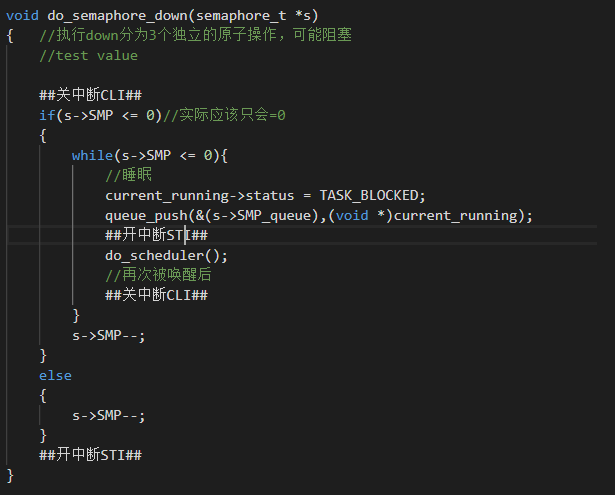 void do_semaphore_down(semaphore_t *s)
{   //执行down分为3个独立的原子操作，可能阻塞
    //test value

    ##关中断CLI##
    if(s->SMP <= 0)//实际应该只会=0
    {
        while(s->SMP <= 0){
            //睡眠
            current_running->status = TASK_BLOCKED;
            queue_push(&(s->SMP_queue),(void *)current_running);
            ##开中断STI##
            do_scheduler();
            //再次被唤醒后
            ##关中断CLI##
        }
        s->SMP--;
    }
    else
    {
        s->SMP--;
    }
    ##开中断STI##
}